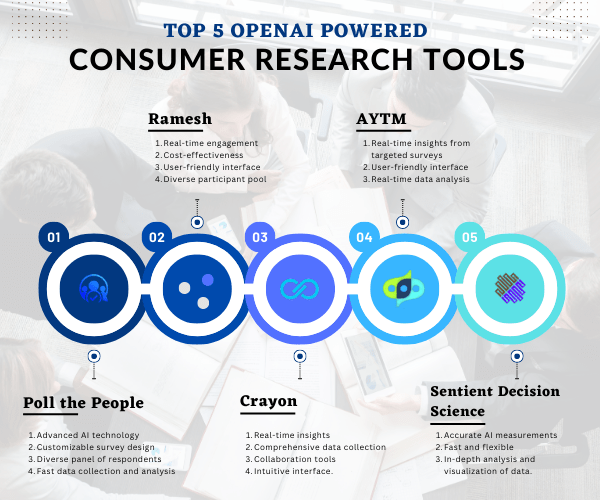 TOP 5 OPENAI POWERED
CONSUMER RESEARCH TOOLS
Ramesh
1.Real-time engagement
2.Cost-effectiveness
3.User-friendly interface
4.Diverse participant pool
AYTM
1.Real-time insights from
targeted surveys
2.User-friendly interface
3.Real-time data analysis
01
02
03
04
05
Poll the People
1.Advanced AI technology
2.Customizable survey design
3.Diverse panel of respondents
4.Fast data collection and analysis
Crayon
1.Real-time insights
2.Comprehensive data collection
3.Collaboration tools
4.Intuitive interface.
Sentient Decision
Science
1.Accurate AI measurements
2.Fast and flexible
3.In-depth analysis and
visualization of data.